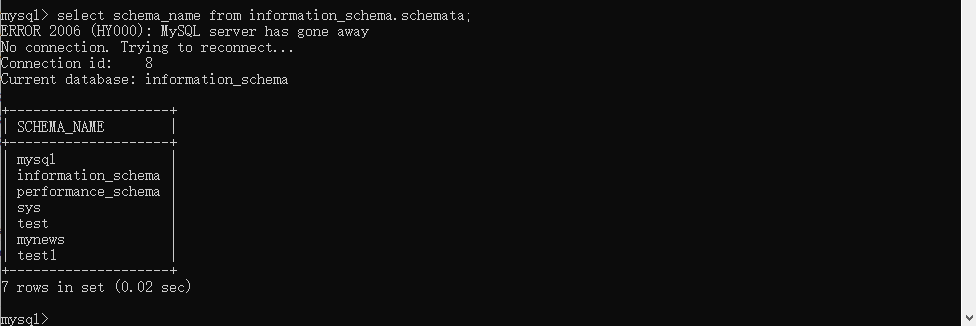 mysql> select schema_name from information_schema.schemata;
ERROR 2006 (HY000): MySQL server has gone away
No connection. Trying to reconnect...
Connection id:    8
Current database: information_schema
+--------------------+
| SCHEMA_NAME        |
+--------------------+
| mysql              |
| information_schema |
| performance_schema |
| sys                |
| test               |
| mynews             |
| test1              |
+--------------------+
7 rows in set (0.02 sec)
mysql>